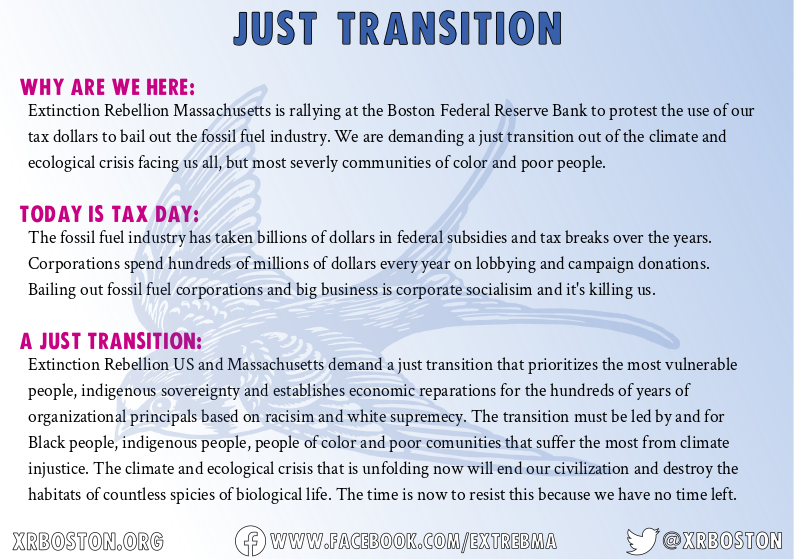 JUST TRANSITION
WHY ARE WE HERE:
Extinction Rebellion Massachusetts is rallying at the Boston Federal Reserve Bank to protest the use of our
tax dollars to bail out the fossil fuel industry. We are demanding a just transition out of the climate and
ecological crisis facing us all, but most severly communities of color and poor people.
TODAY IS TAX DAY:
The fossil fuel industry has taken billions of dollars in federal subsidies and tax breaks over the years.
Corporations spend hundreds of millions of dollars every year on lobbying and campaign donations.
Bailing out fossil fuel corporations and big business is corporate socialisim and it's killing us.
A JUST TRANSITION:
Extinction Rebellion US and Massachusetts demand a just transition that prioritizes the most vulnerable
people, indigenous sovereignty and establishes economic reparations for the hundreds of years of
organizational principals based on racisim and white supremecy. The transition must be led by and for
Black people, indigenous people, people of color and poor comunities that suffer the most from climate
injustice. The climate and ecological crisis that is unfolding now will end our civilization and destroy the
habitats of countless spicies of biological life. The time is now to resist this because we have no time left.
XRBOSTON.ORG
WWW.FACEBOOK.COM/EXTREBMA
@XRBOSTON